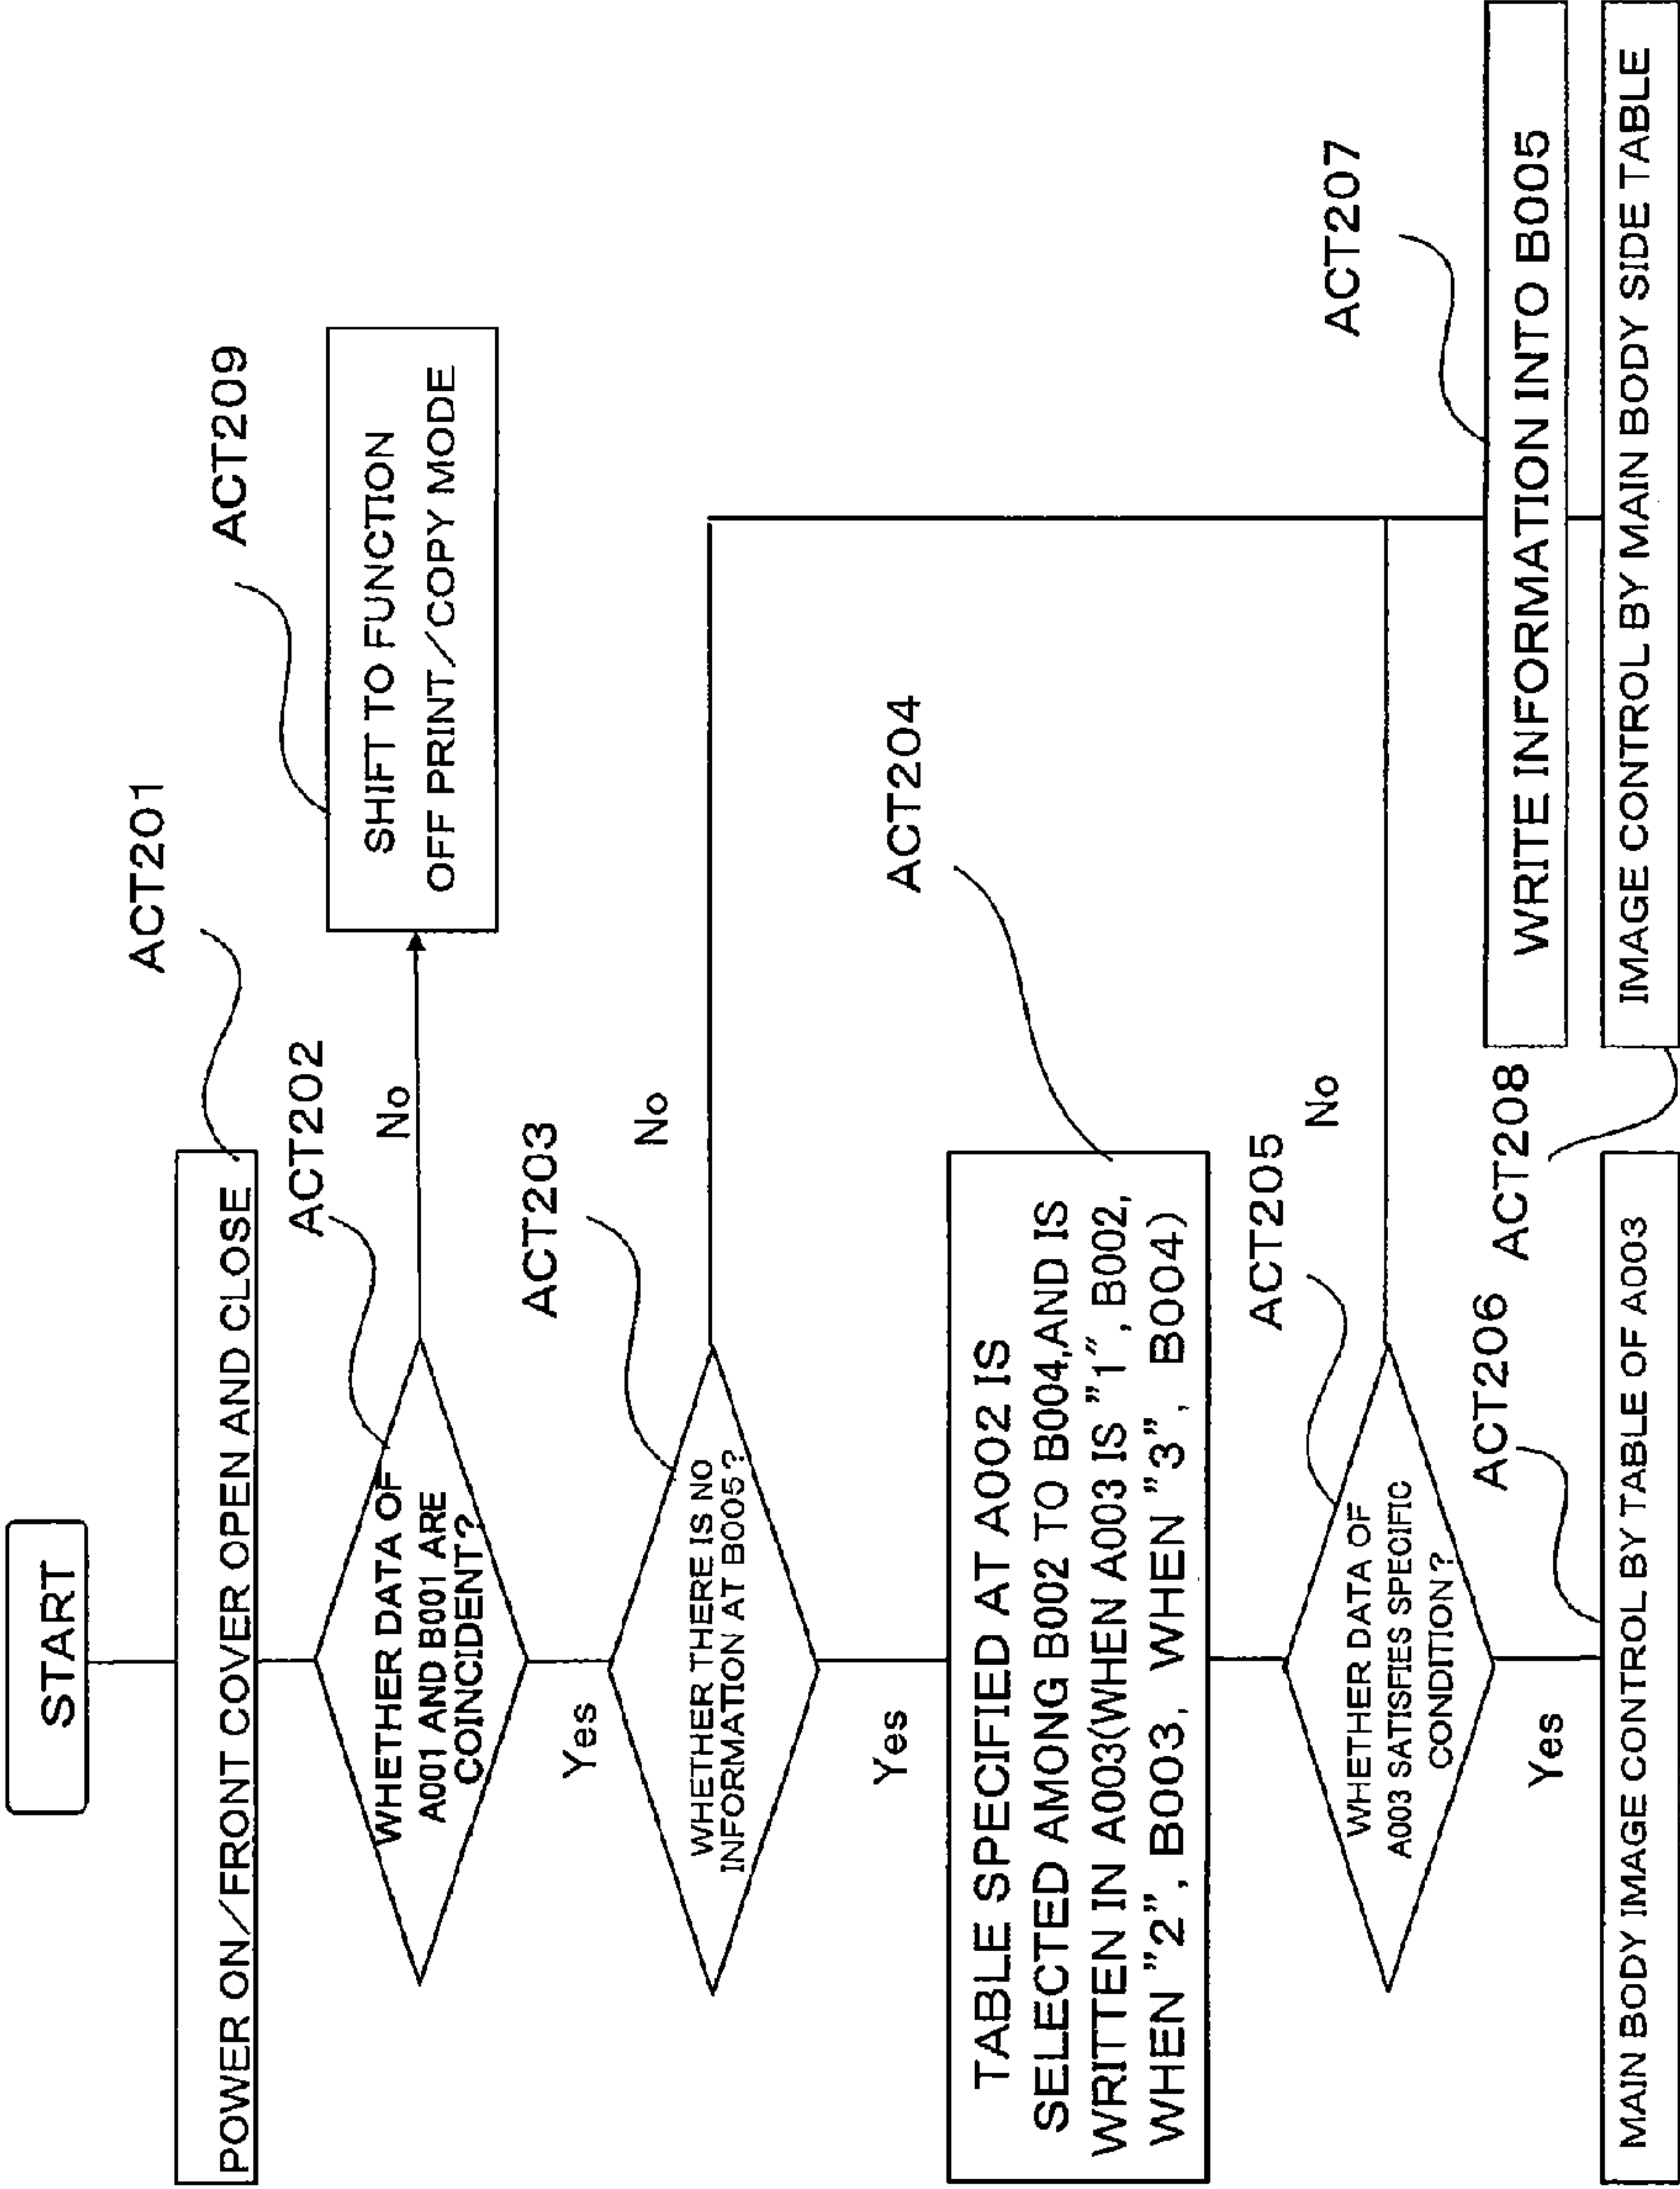 START
ACT201
POWER ON/FRONT COVER OPEN AND CLOSE
ACT202
WHETHER DATA OF
A001 AND B001 ARE
COINCIDENT?
No
ACT209
SHIFT TO FUNCTION
OFF PRINT/COPY MODE
Yes
ACT203
WHETHER THERE IS NO
INFORMATION AT B005?
No
Yes
ACT204
TABLE SPECIFIED AT A002 IS
SELECTED AMONG B002 TO B004,AND IS
WRITTEN IN A003(WHEN A003 IS "1", B002,
WHEN "2", B003, WHEN "3", B004)
ACT205
WHETHER DATA OF
A003 SATISFIES SPECIFIC
CONDITION?
No
Yes
ACT206
MAIN BODY IMAGE CONTROL BY TABLE OF A003
ACT207
WRITE INFORMATION INTO B005
ACT208
IMAGE CONTROL BY MAIN BODY SIDE TABLE